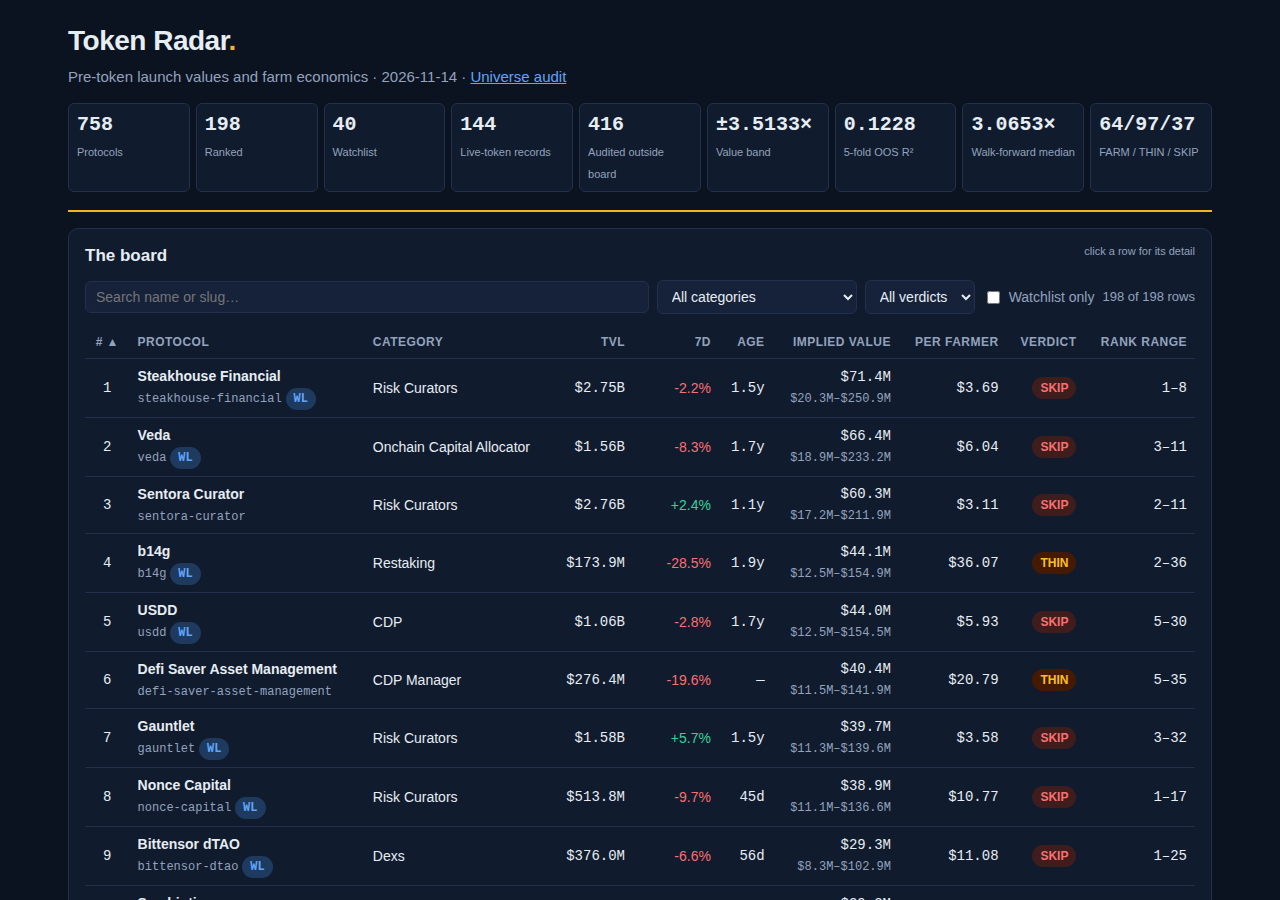 Token Radar.
Pre-token launch values and farm economics · 2026-11-14 · Universe audit
758 198 40 144 416 ±3.5133× 0.1228 3.0653× 64/97/37
Protocols Ranked Watchlist Live-token records Audited outside board Value band 5-fold OOS R² Walk-forward median FARM / THIN / SKIP
The board click a row for its detail
Search name or slug… All categories All verdicts Watchlist only 198 of 198 rows
# ▲ PROTOCOL CATEGORY TVL 7D AGE IMPLIED VALUE PER FARMER VERDICT RANK RANGE
1 Steakhouse Financial Risk Curators $2.75B -2.2% 1.5y $71.4M $3.69 SKIP 1–8
steakhouse-financial WL $20.3M–$250.9M
2 Veda Onchain Capital Allocator $1.56B -8.3% 1.7y $66.4M $6.04 SKIP 3–11
veda WL $18.9M–$233.2M
3 Sentora Curator Risk Curators $2.76B +2.4% 1.1y $60.3M $3.11 SKIP 2–11
sentora-curator $17.2M–$211.9M
4 b14g Restaking $173.9M -28.5% 1.9y $44.1M $36.07 THIN 2–36
b14g WL $12.5M–$154.9M
5 USDD CDP $1.06B -2.8% 1.7y $44.0M $5.93 SKIP 5–30
usdd WL $12.5M–$154.5M
6 Defi Saver Asset Management CDP Manager $276.4M -19.6% — $40.4M $20.79 THIN 5–35
defi-saver-asset-management $11.5M–$141.9M
7 Gauntlet Risk Curators $1.58B +5.7% 1.5y $39.7M $3.58 SKIP 3–32
gauntlet WL $11.3M–$139.6M
8 Nonce Capital Risk Curators $513.8M -9.7% 45d $38.9M $10.77 SKIP 1–17
nonce-capital WL $11.1M–$136.6M
9 Bittensor dTAO Dexs $376.0M -6.6% 56d $29.3M $11.08 SKIP 1–25
bittensor-dtao WL $8.3M–$102.9M